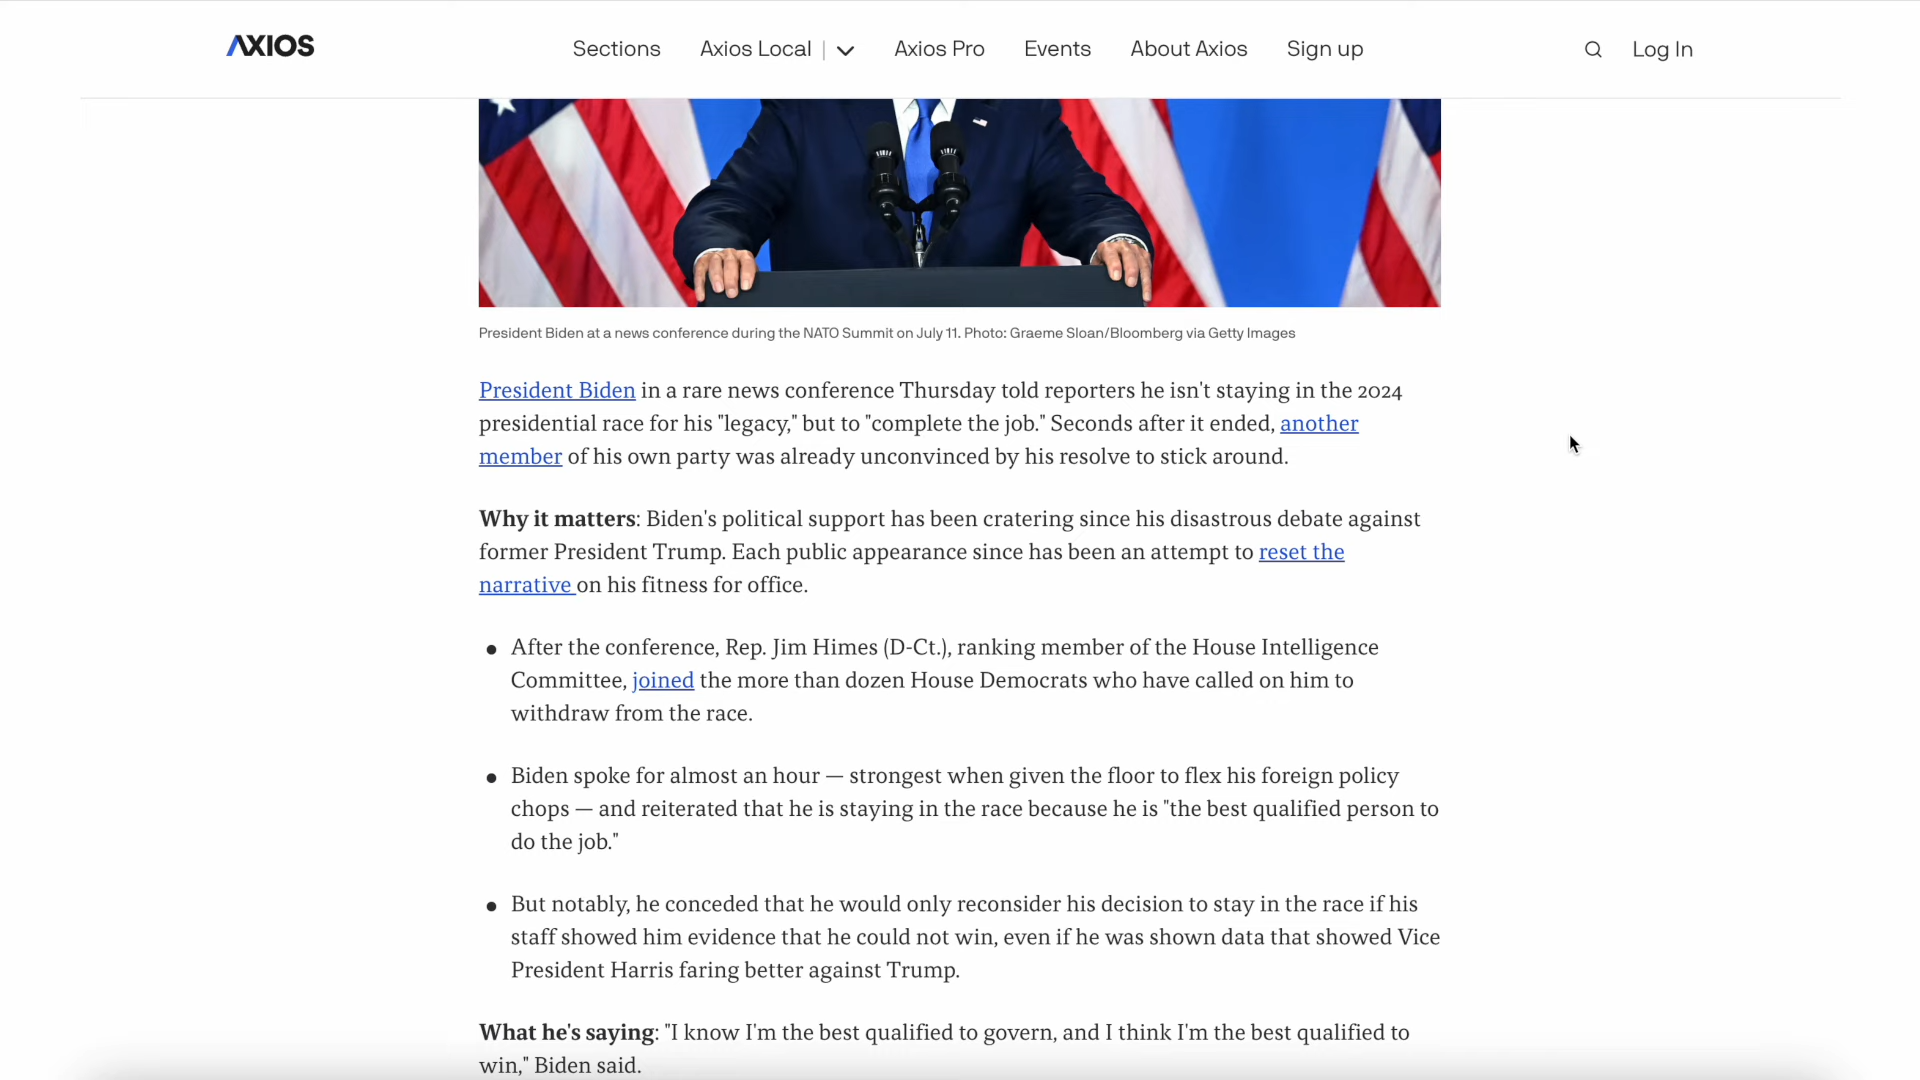 AXIOS
Sections Axios Local | Axios Pro Events About Axios Sign up Log In
President Biden at a news conference during the NATO Summit on July 11. Photo: Graeme Sloan/Bloomberg via Getty Images
President Biden in a rare news conference Thursday told reporters he isn't staying in the 2024
presidential race for his "legacy," but to "complete the job." Seconds after it ended, another
member of his own party was already unconvinced by his resolve to stick around.
Why it matters: Biden's political support has been cratering since his disastrous debate against
former President Trump. Each public appearance since has been an attempt to reset the
narrative on his fitness for office.
● After the conference, Rep. Jim Himes (D-Ct.), ranking member of the House Intelligence
Committee, joined the more than dozen House Democrats who have called on him to
withdraw from the race.
● Biden spoke for almost an hour — strongest when given the floor to flex his foreign policy
chops — and reiterated that he is staying in the race because he is "the best qualified person to
do the job."
● But notably, he conceded that he would only reconsider his decision to stay in the race if his
staff showed him evidence that he could not win, even if he was shown data that showed Vice
President Harris faring better against Trump.
What he's saying: "I know I'm the best qualified to govern, and I think I'm the best qualified to
win," Biden said.